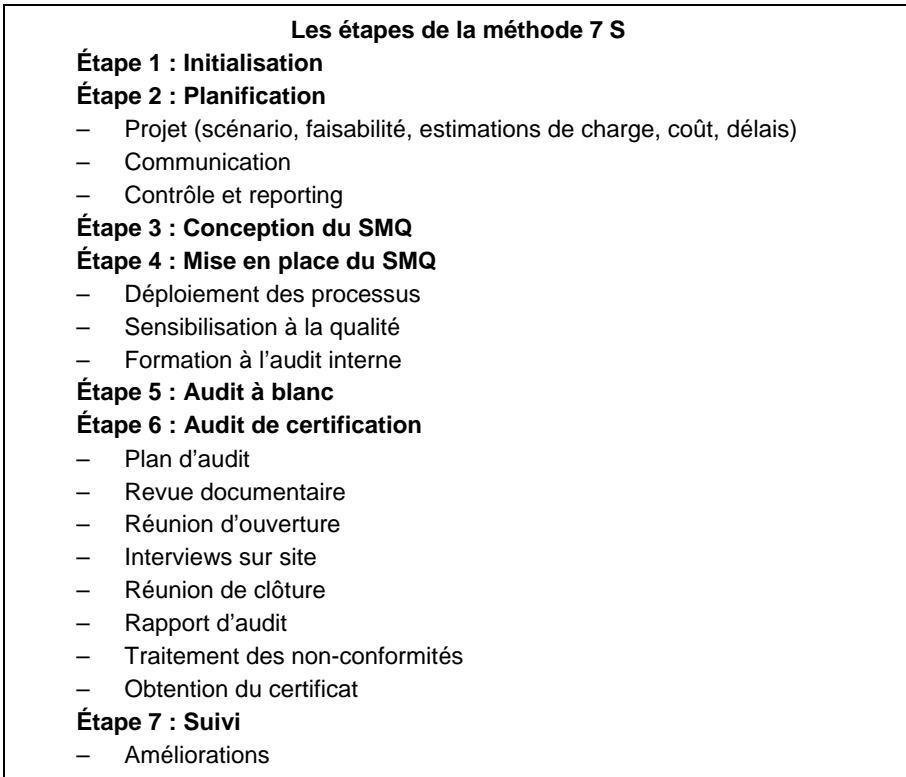 Les étapes de la méthode 7 S
Étape 1 : Initialisation
Étape 2 : Planification
– Projet (scénario, faisabilité, estimations de charge, coût, délais)
– Communication
– Contrôle et reporting
Étape 3 : Conception du SMQ
Étape 4 : Mise en place du SMQ
– Déploiement des processus
– Sensibilisation à la qualité
– Formation à l’audit interne
Étape 5 : Audit à blanc
Étape 6 : Audit de certification
– Plan d’audit
– Revue documentaire
– Réunion d’ouverture
– Interviews sur site
– Réunion de clôture
– Rapport d’audit
– Traitement des non-conformités
– Obtention du certificat
Étape 7 : Suivi
– Améliorations